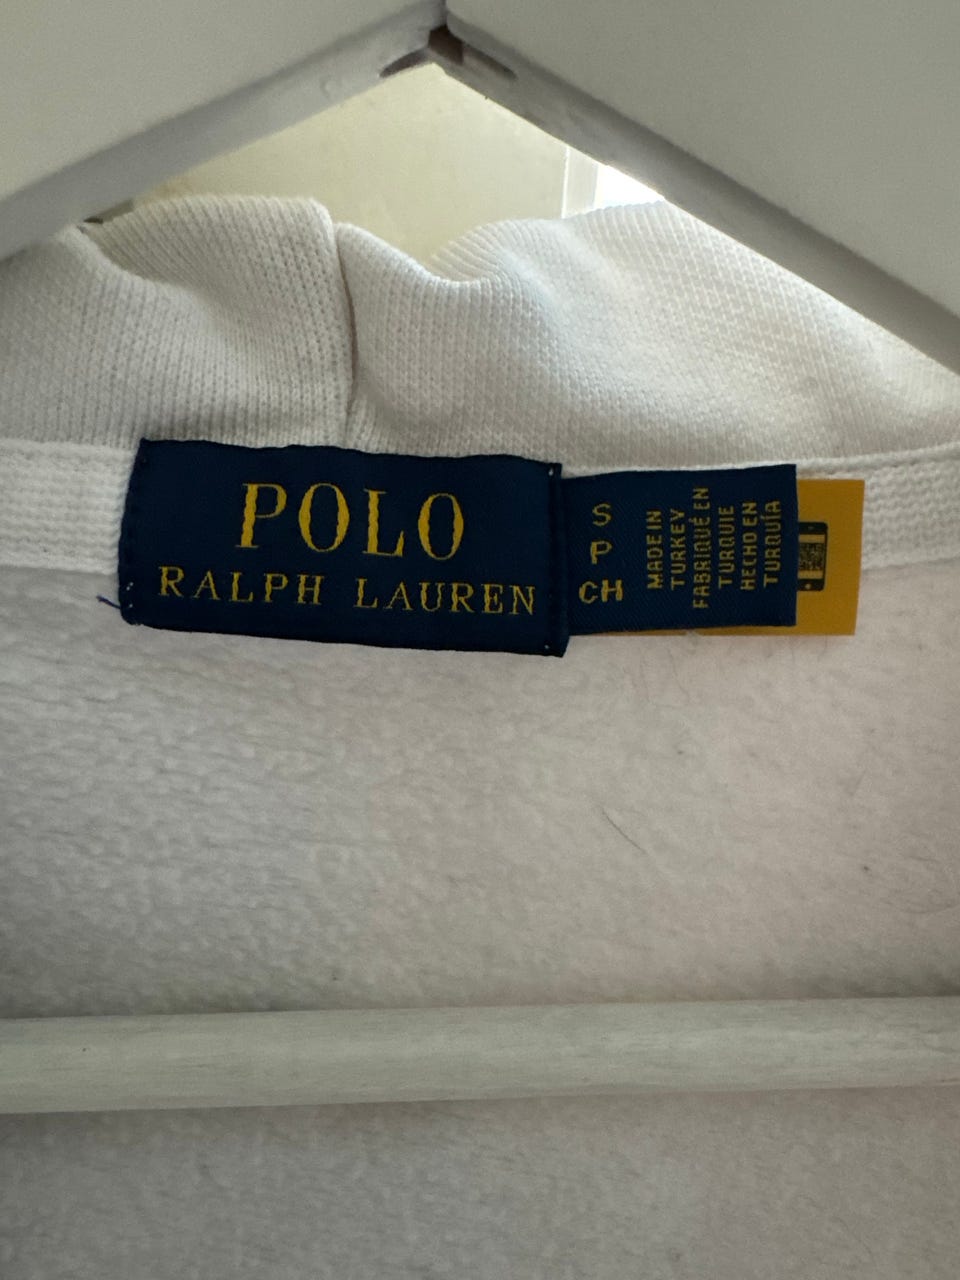 POLO
RALPH LAUREN
S
P
CH
MADE IN
TURKEY
FABRIQUÉ EN
TURQUIE
HECHO EN
TURQUÍA